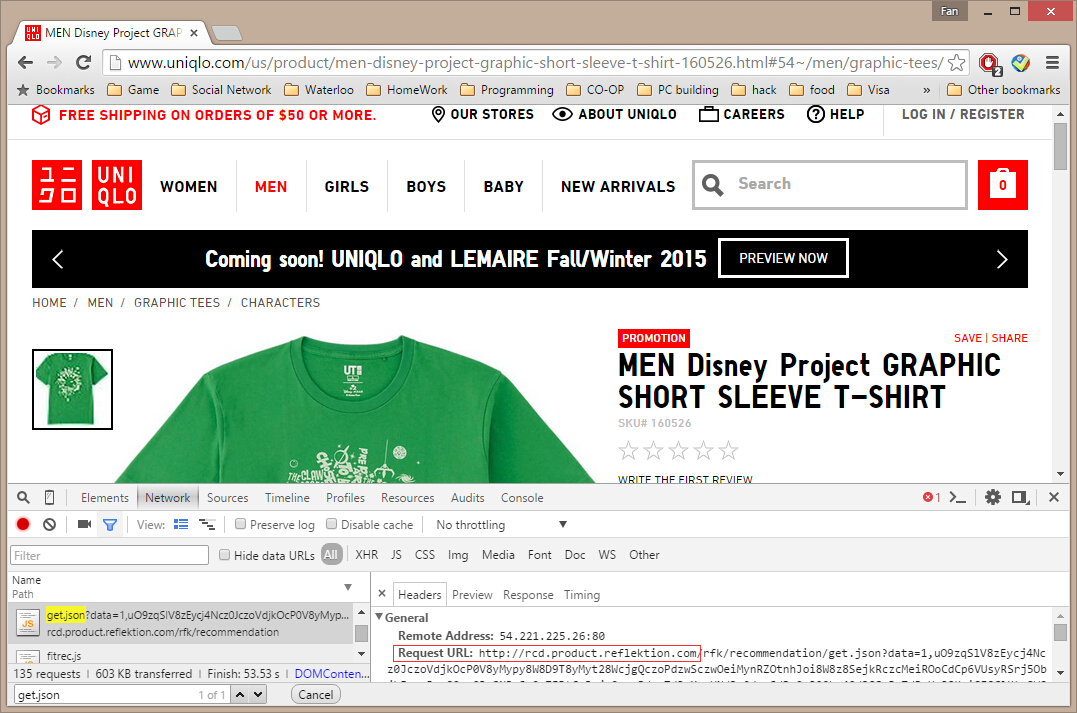 Fan
MEN Disney Project GRAP
www.uniqlo.com/us/product/men-disney-project-graphic-short-sleeve-t-shirt-160526.html#54~/men/graphic-tees/
2
Bookmarks Game Social Network Waterloo HomeWork Programming CO-OP PC building hack food Visa » Other bookmarks
FREE SHIPPING ON ORDERS OF $50 OR MORE. OUR STORES ABOUT UNIQLO CAREERS HELP LOG IN / REGISTER
ユニクロ UNIQLO WOMEN MEN GIRLS BOYS BABY NEW ARRIVALS Search 0
Coming soon! UNIQLO and LEMAIRE Fall/Winter 2015 PREVIEW NOW
HOME / MEN / GRAPHIC TEES / CHARACTERS
PROMOTION SAVE | SHARE
MEN Disney Project GRAPHIC
SHORT SLEEVE T-SHIRT
SKU# 160526
WRITE THE FIRST REVIEW
UT
THE CLAW
Elements Network Sources Timeline Profiles Resources Audits Console 1
View: Preserve log Disable cache No throttling
Filter Hide data URLs All XHR JS CSS Img Media Font Doc WS Other
Name
Path
get.json?data=1,uO9zqSlV8zEycj4Ncz0JczoVdjkOcP0V8yMyp...
rcd.product.reflektion.com/rfk/recommendation
fitrec.js
135 requests | 603 KB transferred | Finish: 53.53 s | DOMConten...
Headers Preview Response Timing
General
Remote Address: 54.221.225.26:80
Request URL: http://rcd.product.reflektion.com/rfk/recommendation/get.json?data=1,uO9zqSlV8zEycj4Nc
z0JczoVdjkOcP0V8yMypy8W8D9T8yMyt28WcjgQczoPdzwSczwOeiMynRZOtnhJoi8W8z8SejkRczcMeiROoCdCp6VUsyRSrj5Ob
get.json 1 of 1 Cancel